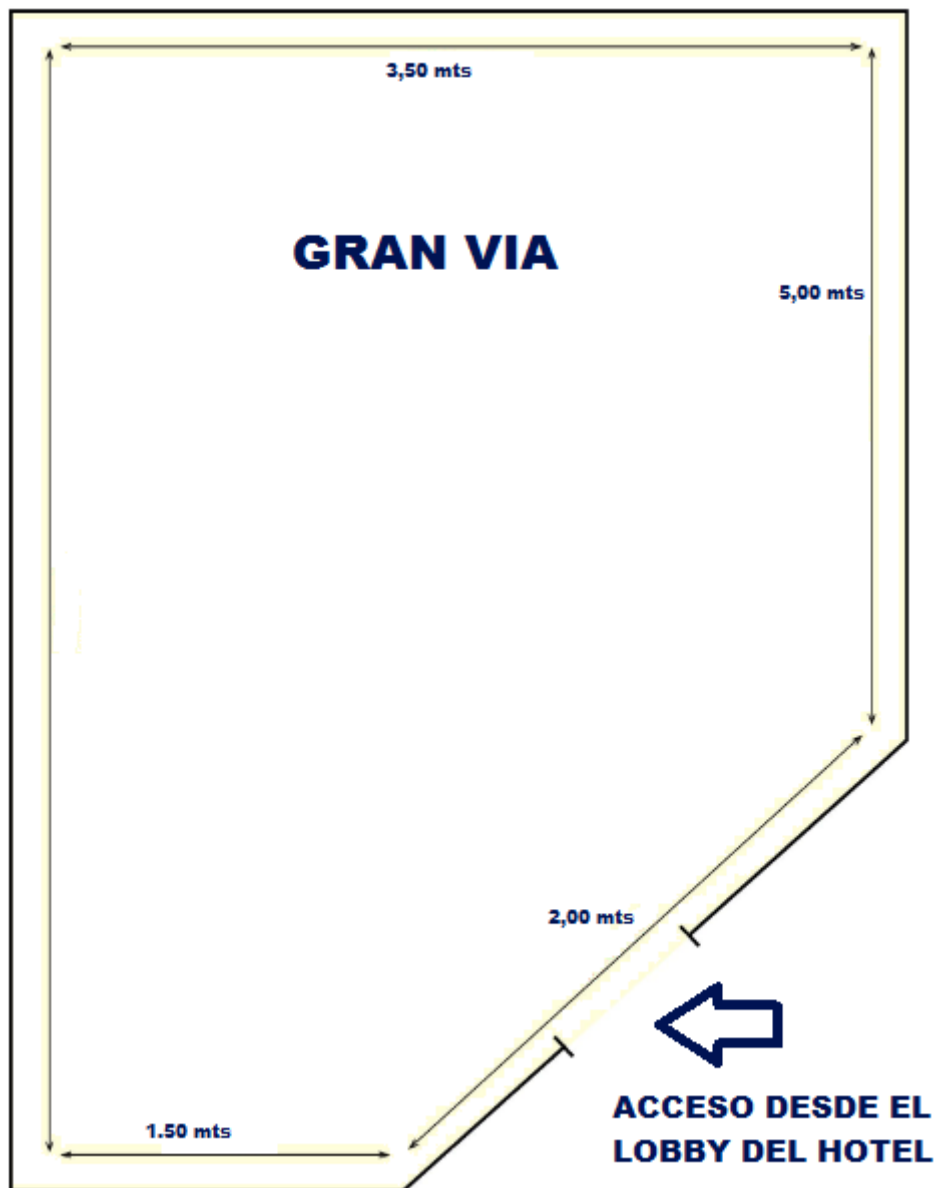 3,50 mts
GRAN VIA
5,00 mts
2,00 mts
1.50 mts
ACCESO DESDE EL
LOBBY DEL HOTEL